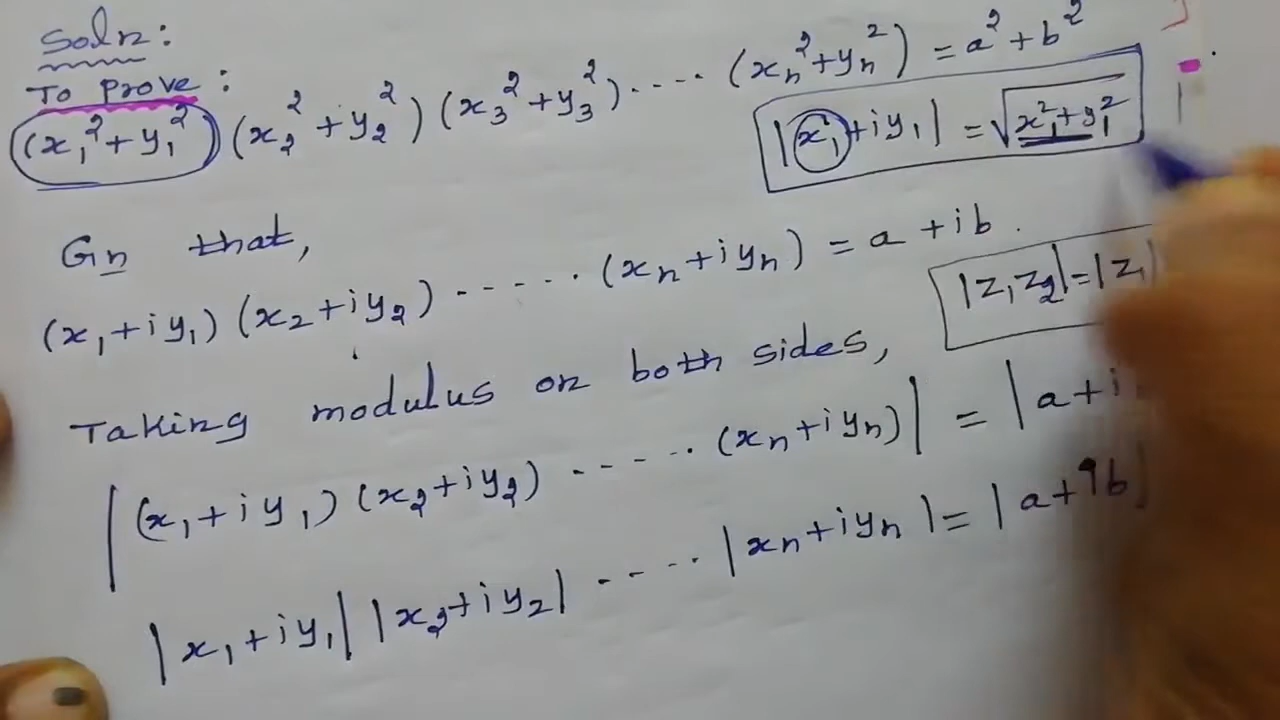 Soln:
To Prove:
(x₁²+y₁²)(x₂²+y₂²)(x₃²+y₃²)----(xₙ²+yₙ²) = a²+b²
|x₁+iy₁| = √x₁²+y₁²
Gn that,
(x₁+iy₁)(x₂+iy₂)------(xₙ+iyₙ) = a+ib.
|z₁z₂|=|z₁|
Taking modulus on both sides,
|(x₁+iy₁)(x₂+iy₂)-----(xₙ+iyₙ)| = |a+i
|x₁+iy₁||x₂+iy₂|-----|xₙ+iyₙ|=|a+ib|